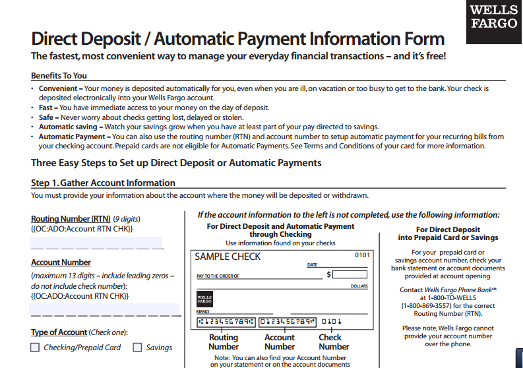 WELLS
FARGO
Direct Deposit / Automatic Payment Information Form
The fastest, most convenient way to manage your everyday financial transactions – and it's free!
Benefits To You
• Convenient – Your money is deposited automatically for you, even when you are ill, on vacation or too busy to get to the bank. Your check is
deposited electronically into your Wells Fargo account.
• Fast – You have immediate access to your money on the day of deposit.
• Safe – Never worry about checks getting lost, delayed or stolen.
• Automatic saving – Watch your savings grow when you have at least part of your pay directed to savings.
• Automatic Payment – You can also use the routing number (RTN) and account number to setup automatic payment for your recurring bills from
your checking account. Prepaid cards are not eligible for Automatic Payments. See Terms and Conditions of your card for more information.
Three Easy Steps to Set up Direct Deposit or Automatic Payments
Step 1. Gather Account Information
You must provide your information about the account where the money will be deposited or withdrawn.
Routing Number (RTN) (9 digits)
{{OC:ADO:Account RTN CHK}}
Account Number
(maximum 13 digits – include leading zeros –
do not include check number):
{{OC:ADO:Account RTN CHK}}
Type of Account (Check one):
Checking/Prepaid Card Savings
If the account information to the left is not completed, use the following information:
For Direct Deposit and Automatic Payment
through Checking
Use information found on your checks
SAMPLE CHECK 0101
DATE
PAY TO THE ORDER OF $
DOLLARS
WELLS
FARGO
MEMO
⑆123456789⑆ 0123456789⑈ 0101
Routing Number
Account Number
Check Number
Note: You can also find your Account Number
on your statement or on the account documents
For Direct Deposit
into Prepaid Card or Savings
For your prepaid card or
savings account number, check your
bank statement or account documents
provided at account opening.
Contact Wells Fargo Phone Bank℠
at 1-800-TO-WELLS
(1-800-869-3557) for the correct
Routing Number (RTN).
Please note, Wells Fargo cannot
provide your account number
over the phone.